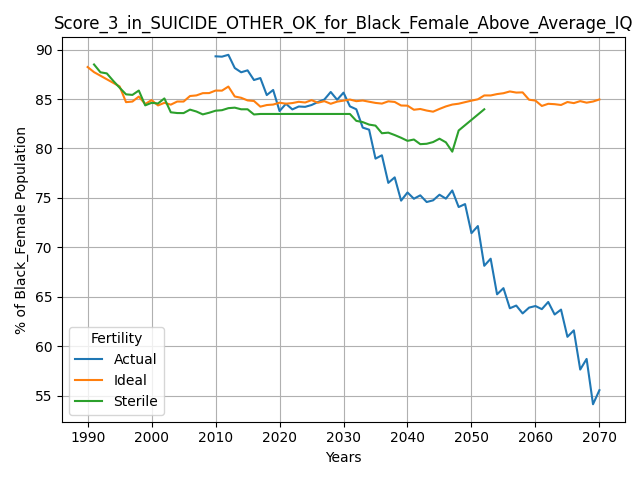 Score_3_in_SUICIDE_OTHER_OK_for_Black_Female_Above_Average_IQ
% of Black_Female Population
90
85
80
75
70
65
60
55
Fertility
Actual
Ideal
Sterile
1990 2000 2010 2020 2030 2040 2050 2060 2070
Years